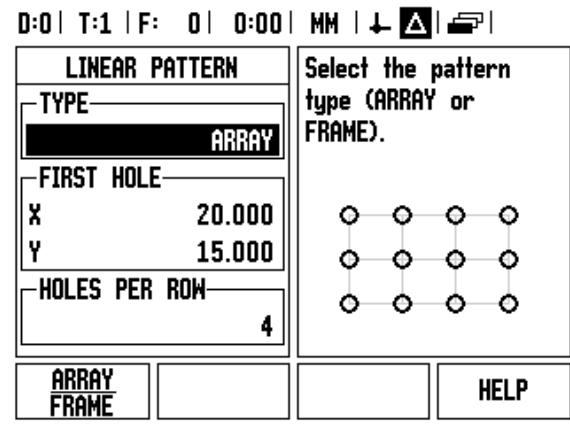 D:0 | T:1 | F: 0 | 0:00 | MM |
LINEAR PATTERN
TYPE
ARRAY
FIRST HOLE
X 20.000
Y 15.000
HOLES PER ROW
4
Select the pattern
type (ARRAY or
FRAME).
ARRAY
FRAME
HELP